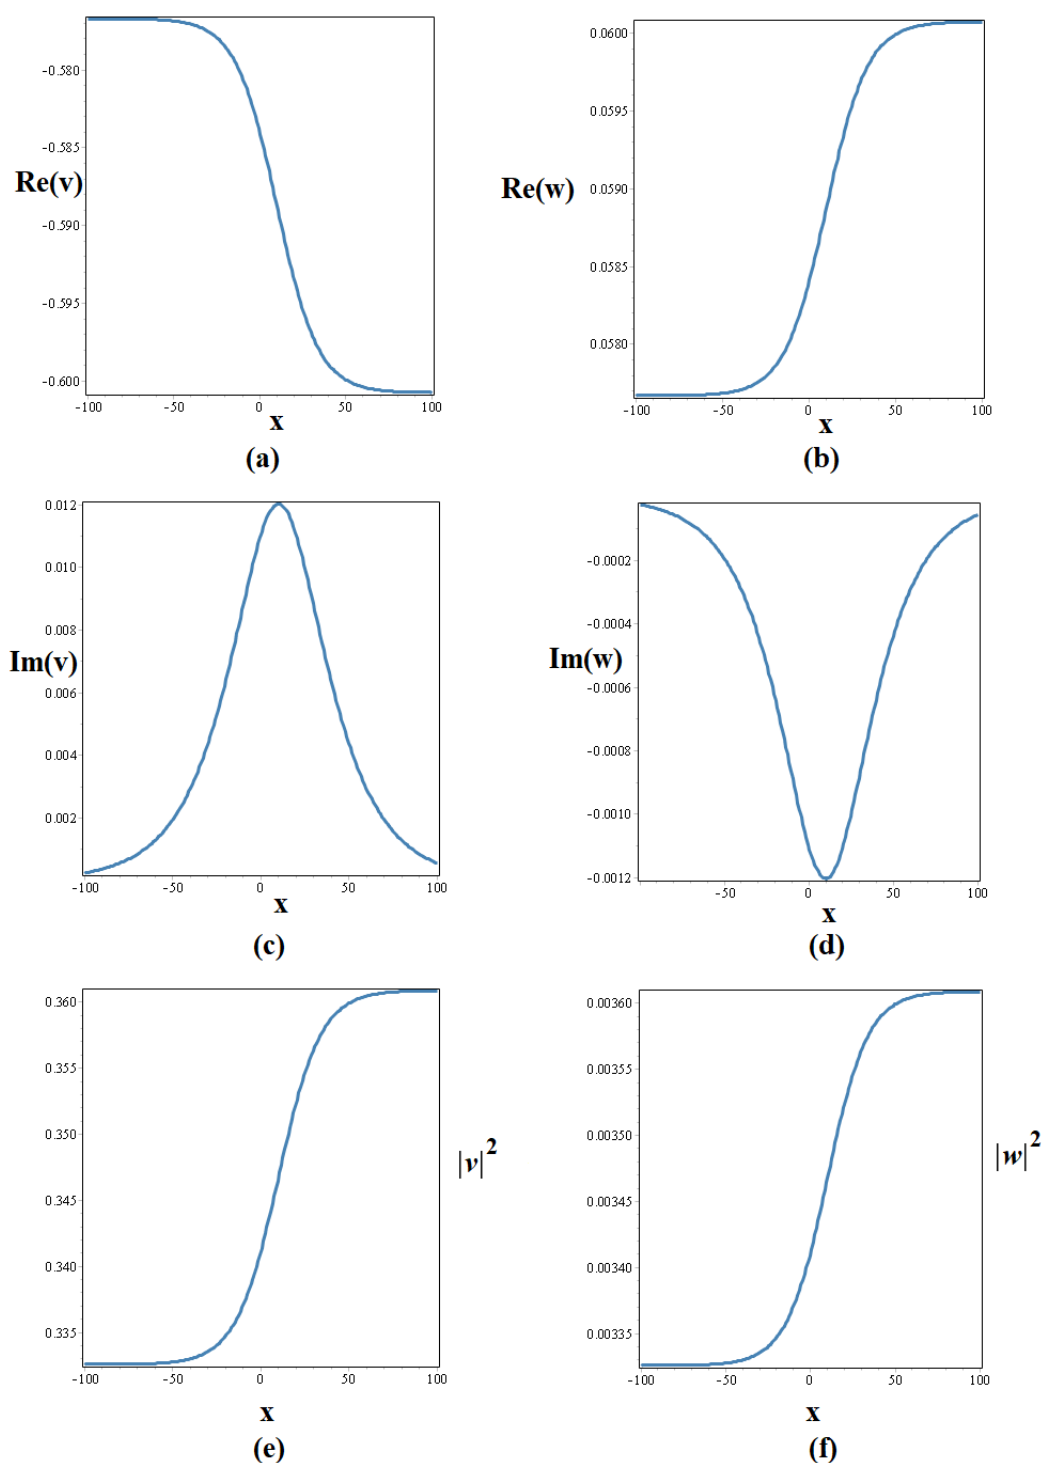 -0.580
-0.585
Re(v)
-0.590
-0.595
-0.600
-100 -50 0 50 100
x
(a)
0.0600
0.0595
Re(w)
0.0590
0.0585
0.0580
-100 -50 0 50 100
x
(b)
0.012
0.010
0.008
Im(v)
0.006
0.004
0.002
-100 -50 0 50 100
x
(c)
-0.0002
-0.0004
Im(w)
-0.0006
-0.0008
-0.0010
-0.0012
-50 0 50 100
x
(d)
0.360
0.355
0.350
0.345
0.340
0.335
|v|²
-100 -50 0 50 100
x
(e)
0.00360
0.00355
0.00350
0.00345
0.00340
0.00335
|w|²
-100 -50 0 50 100
x
(f)